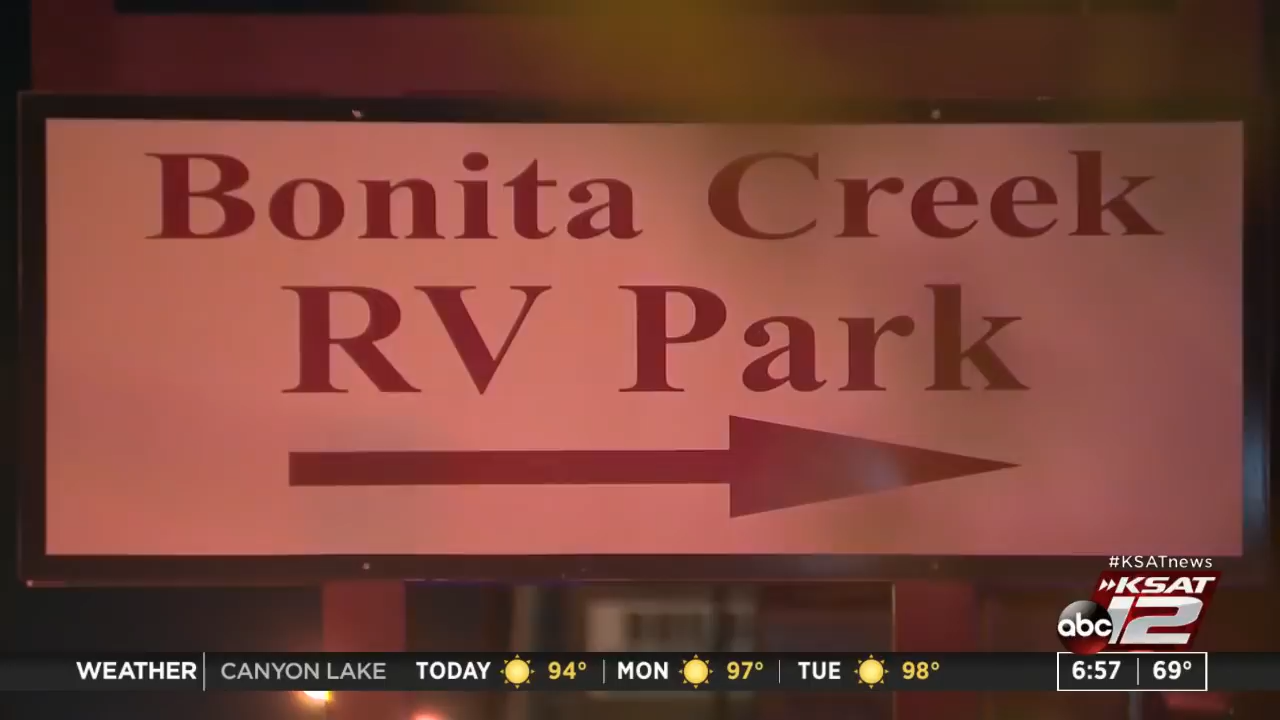 Bonita Creek
RV Park
#KSATnews
KSAT
abc 12
WEATHER CANYON LAKE TODAY 94° MON 97° TUE 98° 6:57 69°